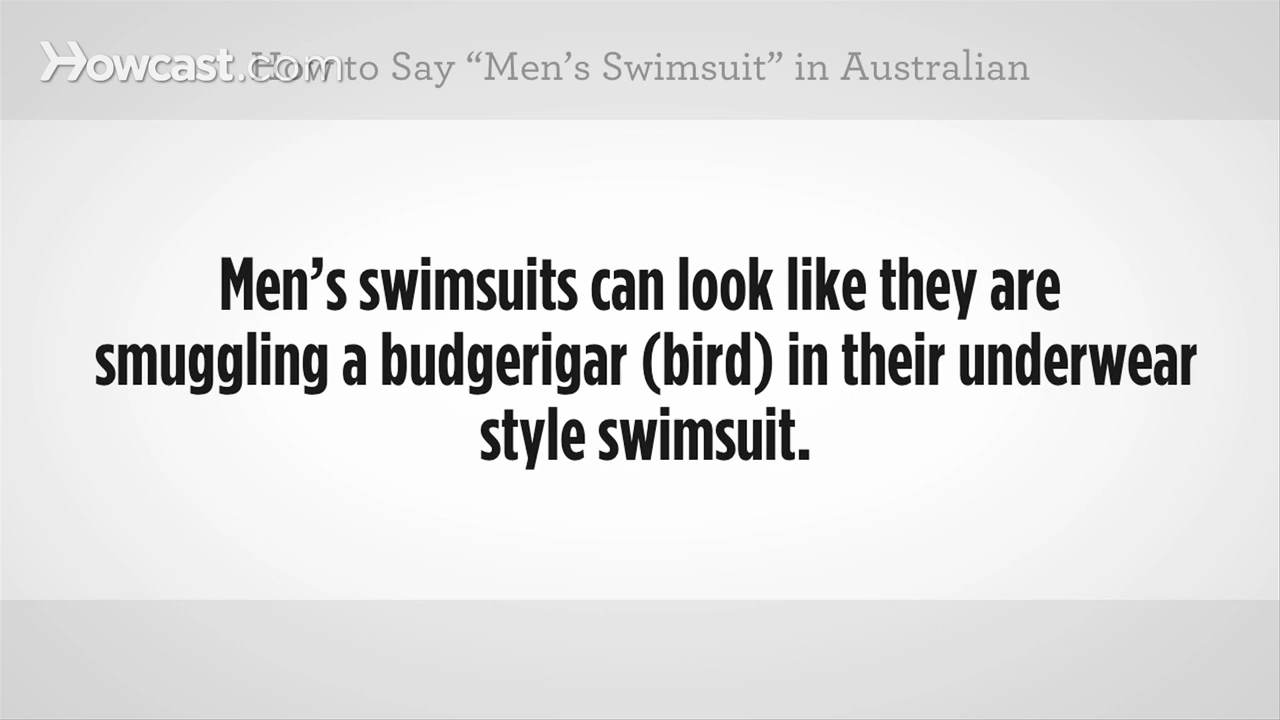 Howcast.com
How to Say “Men’s Swimsuit” in Australian
Men’s swimsuits can look like they are
smuggling a budgerigar (bird) in their underwear
style swimsuit.